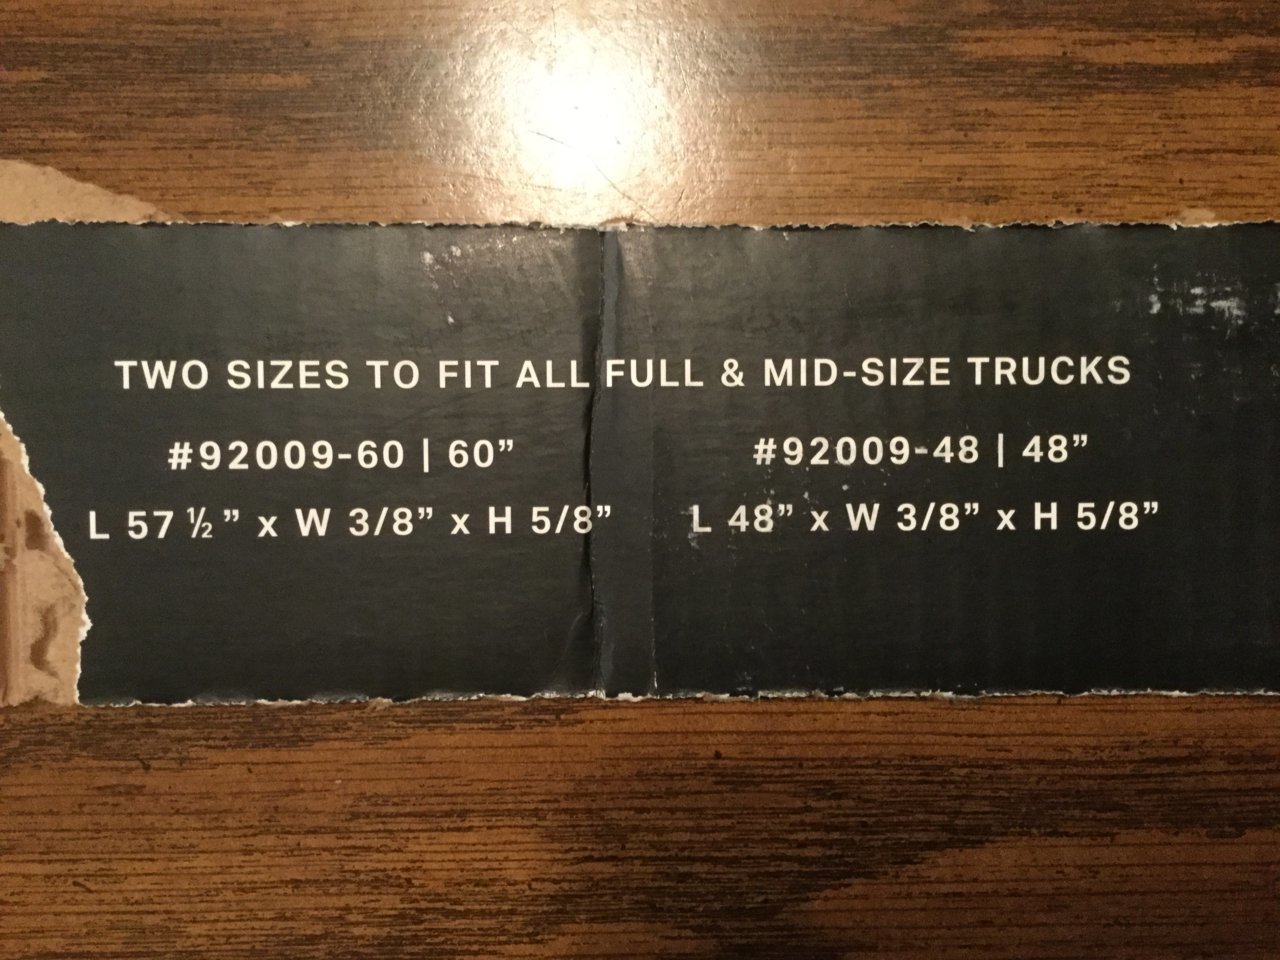 TWO SIZES TO FIT ALL FULL & MID-SIZE TRUCKS
#92009-60 | 60”
L 57 ½ ” x W 3/8” x H 5/8”
#92009-48 | 48”
L 48” x W 3/8” x H 5/8”